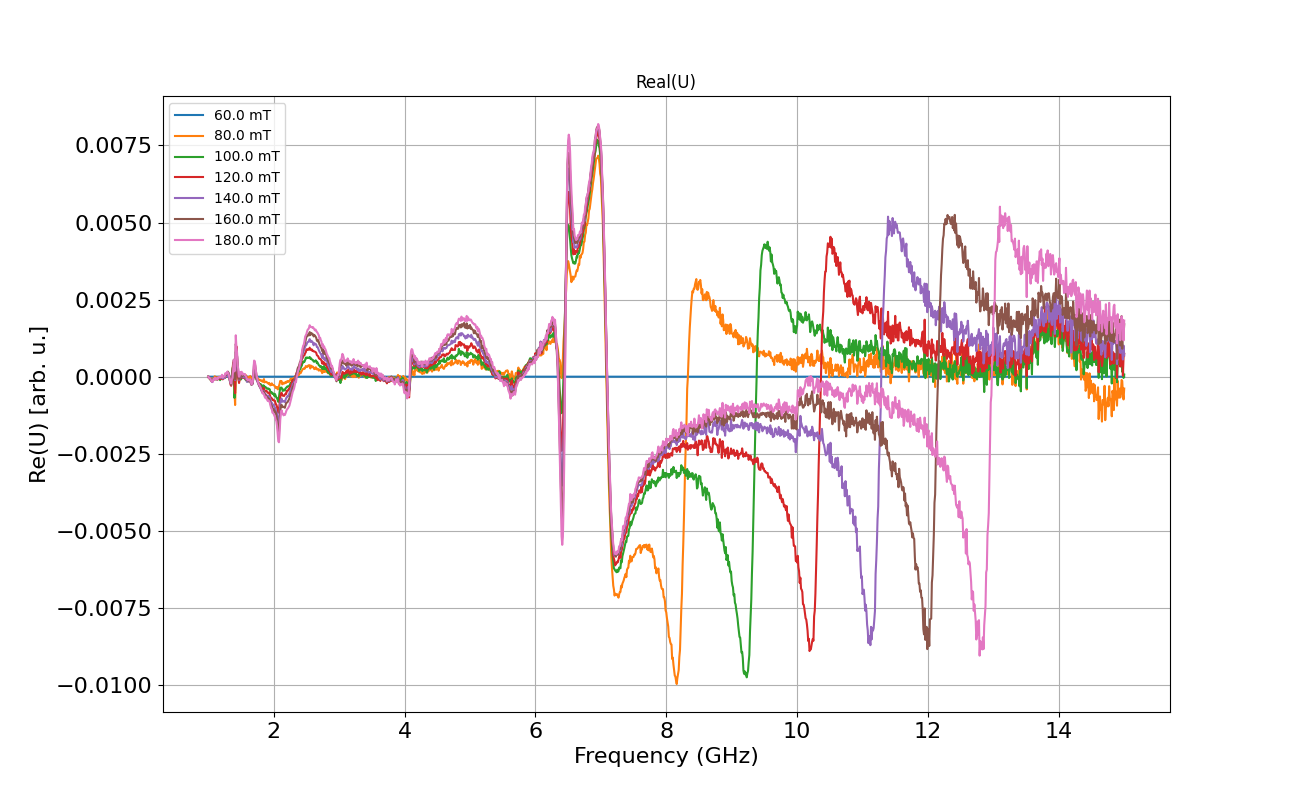 Real(U)
60.0 mT
80.0 mT
100.0 mT
120.0 mT
140.0 mT
160.0 mT
180.0 mT
0.0075
0.0050
0.0025
0.0000
−0.0025
−0.0050
−0.0075
−0.0100
Re(U) [arb. u.]
2 4 6 8 10 12 14
Frequency (GHz)